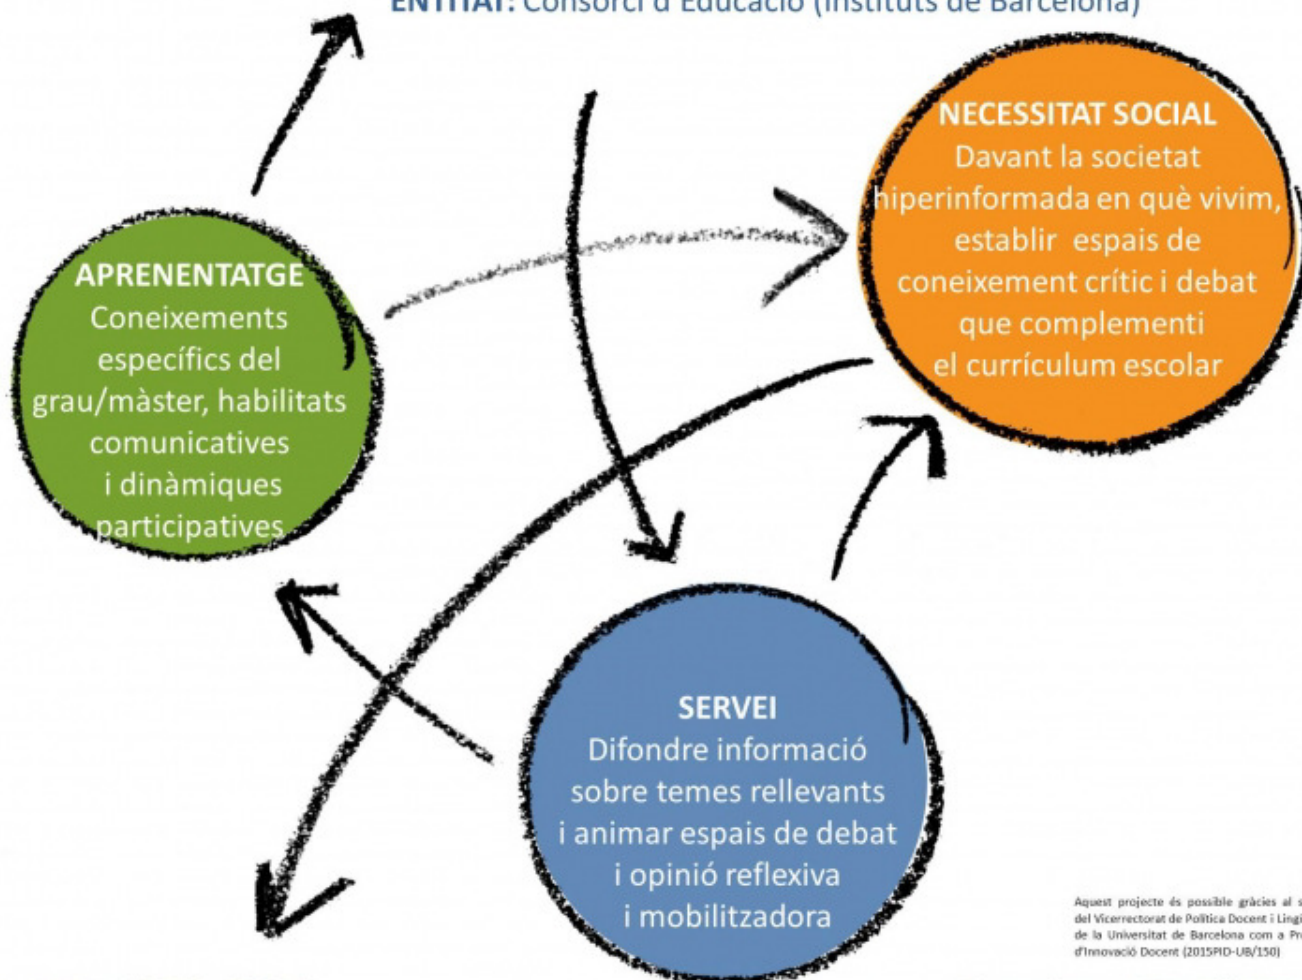 ENTITAT: Consorci d'Educació (Instituts de Barcelona)
NECESSITAT SOCIAL
Davant la societat
hiperinformada en què vivim,
establir espais de
coneixement crític i debat
que complementi
el currículum escolar
APRENENTATGE
Coneixements
específics del
grau/màster, habilitats
comunicatives
i dinàmiques
participatives
SERVEI
Difondre informació
sobre temes rellevants
i animar espais de debat
i opinió reflexiva
i mobilitzadora
Aquest projecte és possible gràcies al
del Vicerrectorat de Política Docent i
de la Universitat de Barcelona com a
d'Innovació Docent (2015PID-UB/150)